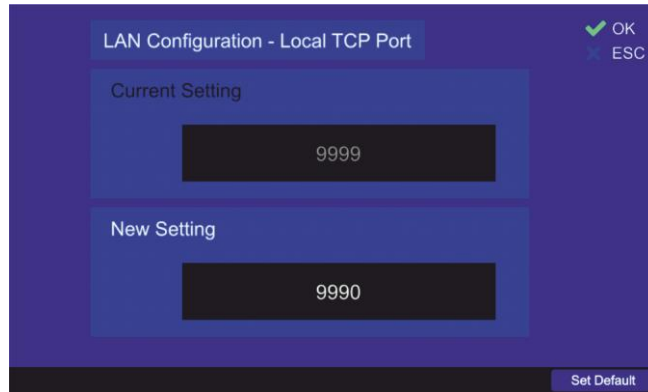 LAN Configuration - Local TCP Port
OK
ESC
Current Setting
9999
New Setting
9990
Set Default